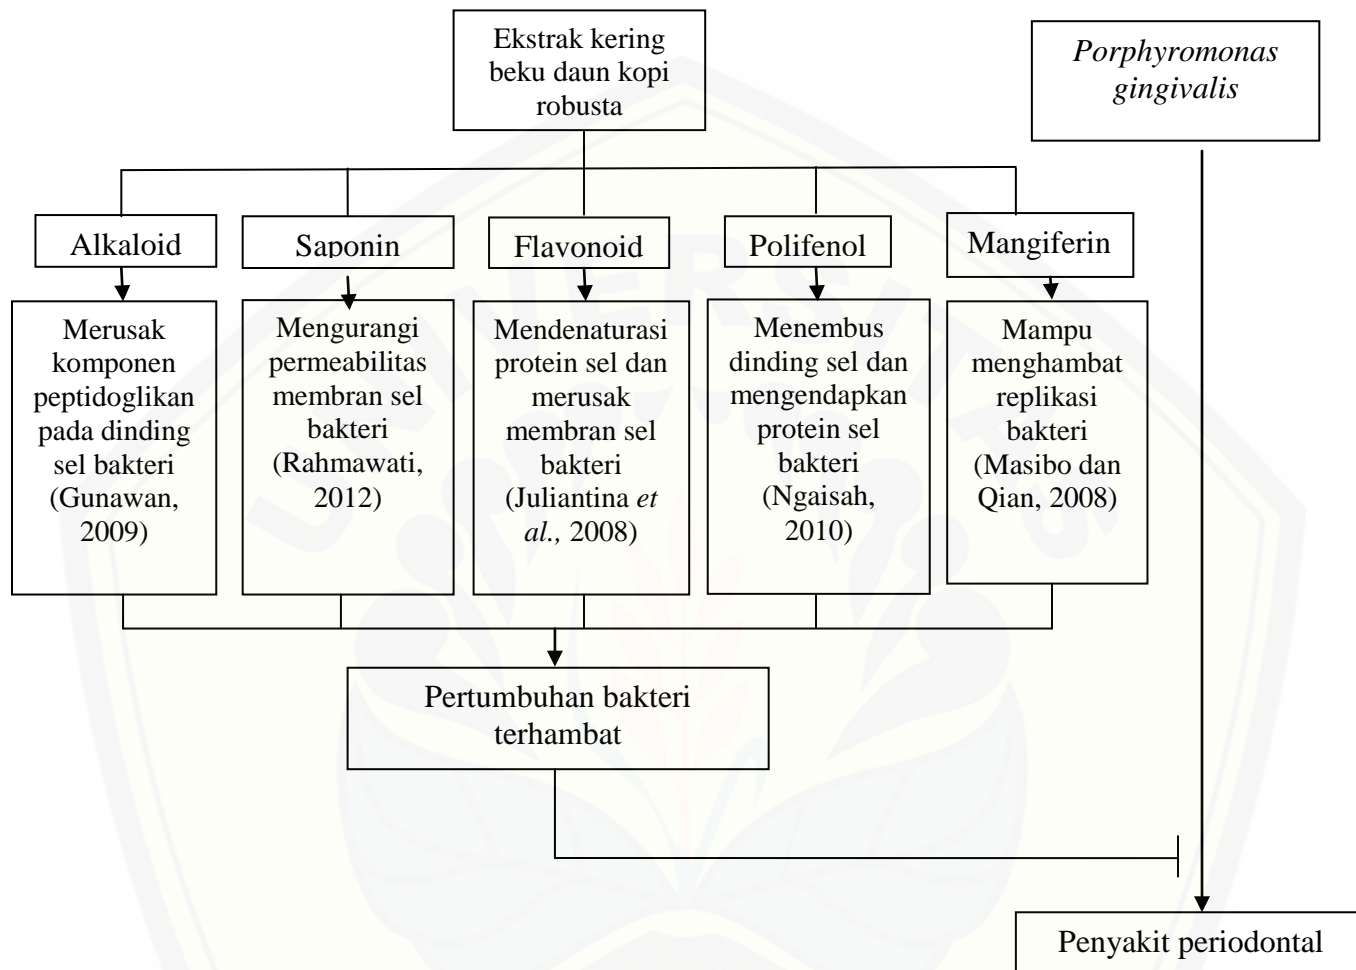 Ekstrak kering
beku daun kopi
robusta
Porphyromonas
gingivalis
Alkaloid
Saponin
Flavonoid
Polifenol
Mangiferin
Merusak
komponen
peptidoglikan
pada dinding
sel bakteri
(Gunawan,
2009)
Mengurangi
permeabilitas
membran sel
bakteri
(Rahmawati,
2012)
Mendenaturasi
protein sel dan
merusak
membran sel
bakteri
(Juliantina et
al., 2008)
Menembus
dinding sel dan
mengendapkan
protein sel
bakteri
(Ngaisah,
2010)
Mampu
menghambat
replikasi
bakteri
(Masibo dan
Qian, 2008)
Pertumbuhan bakteri
terhambat
Penyakit periodontal
UNIVERSITAS